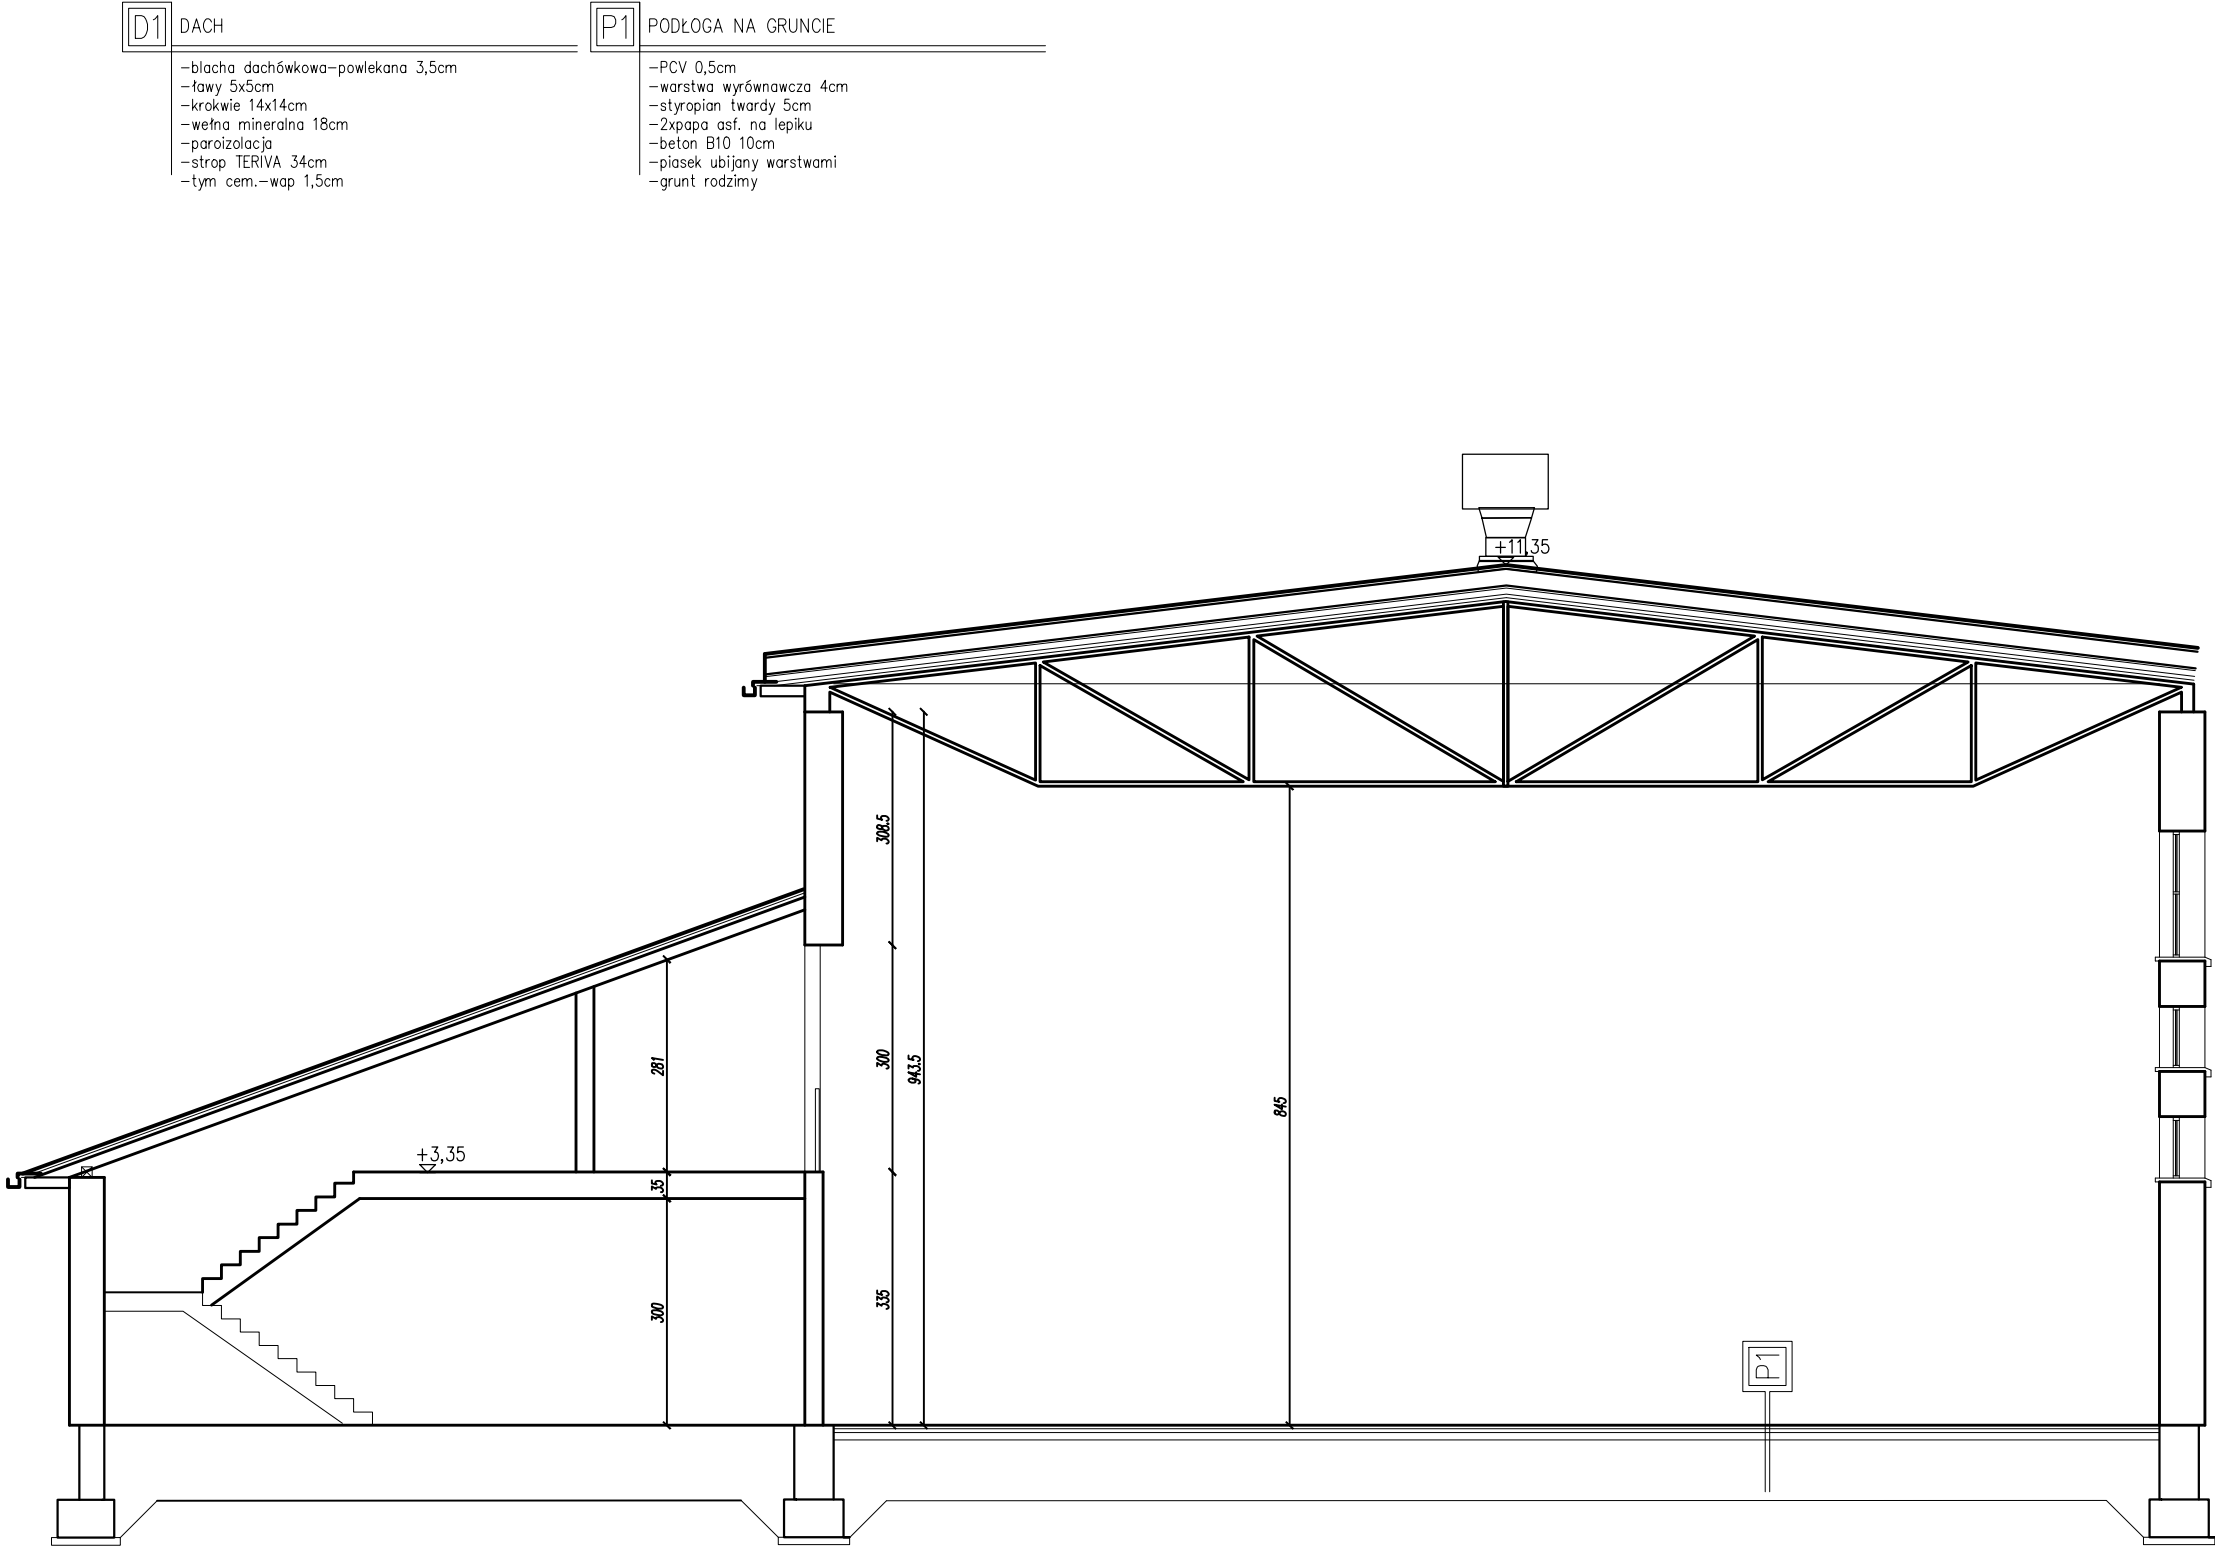 D1 DACH
-blacha dachówkowa-powlekana 3,5cm
-ławy 5x5cm
-krokwie 14x14cm
-wełna mineralna 18cm
-paroizolacja
-strop TERIVA 34cm
-tym cem.-wap 1,5cm
P1 PODŁOGA NA GRUNCIE
-PCV 0,5cm
-warstwa wyrównawcza 4cm
-styropian twardy 5cm
-2xpapa asf. na lepiku
-beton B10 10cm
-piasek ubijany warstwami
-grunt rodzimy
+11,35
308.5
300
943.5
281
845
+3,35
35
335
300
P1